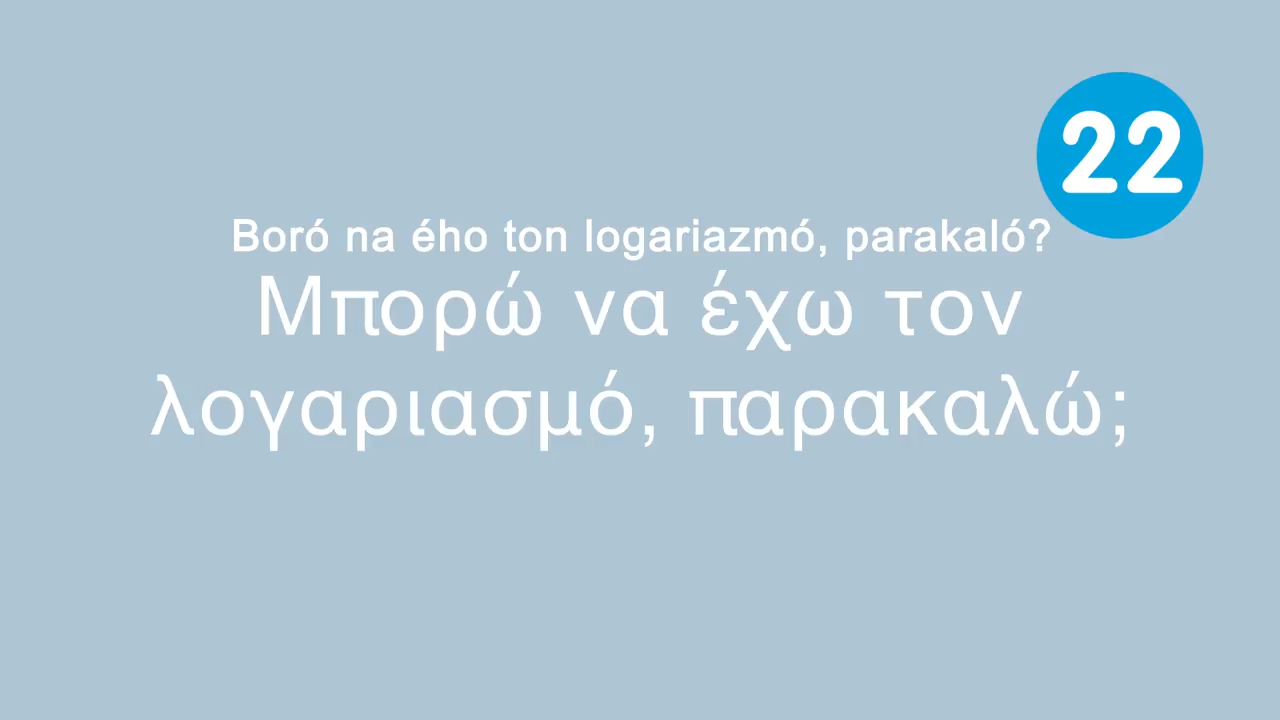 22
Boró na ého ton logariazmó, parakaló?
Μπορώ να έχω τον
λογαριασμό, παρακαλώ;